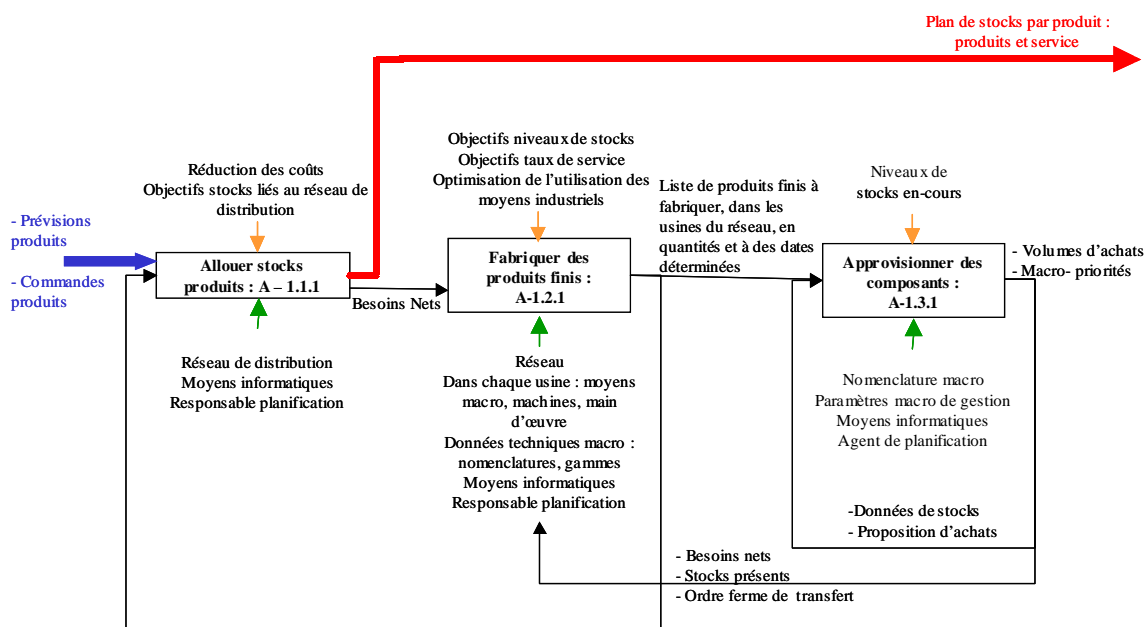 Plan de stocks par produit :
produits et service
Objectifs niveaux de stocks
Objectifs taux de service
Optimisation de l'utilisation des
moyens industriels
Réduction des coûts
Objectifs stocks liés au réseau de
distribution
Niveaux de
stocks en-cours
Liste de produits finis à
fabriquer, dans les
usines du réseau, en
quantités et à des dates
déterminées
- Prévisions
produits
- Commandes
produits
Allouer stocks
produits : A – 1.1.1
Besoins Nets
Fabriquer des
produits finis :
A-1.2.1
Approvisionner des
composants :
A-1.3.1
- Volumes d'achats
- Macro- priorités
Réseau de distribution
Moyens informatiques
Responsable planification
Réseau
Dans chaque usine : moyens
macro, machines, main
d'œuvre
Données techniques macro :
nomenclatures, gammes
Moyens informatiques
Responsable planification
Nomenclature macro
Paramètres macro de gestion
Moyens informatiques
Agent de planification
-Données de stocks
- Proposition d'achats
- Besoins nets
- Stocks présents
- Ordre ferme de transfert